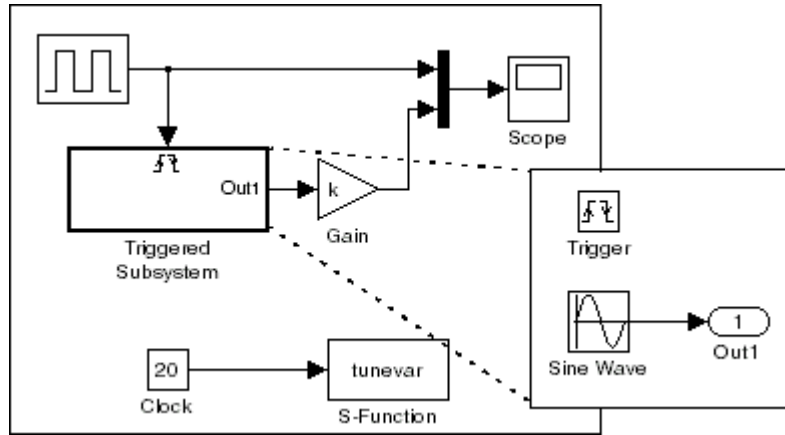 Scope
Out1
k
Gain
Triggered
Subsystem
Trigger
1
Sine Wave
Out1
20
Clock
tunevar
S-Function